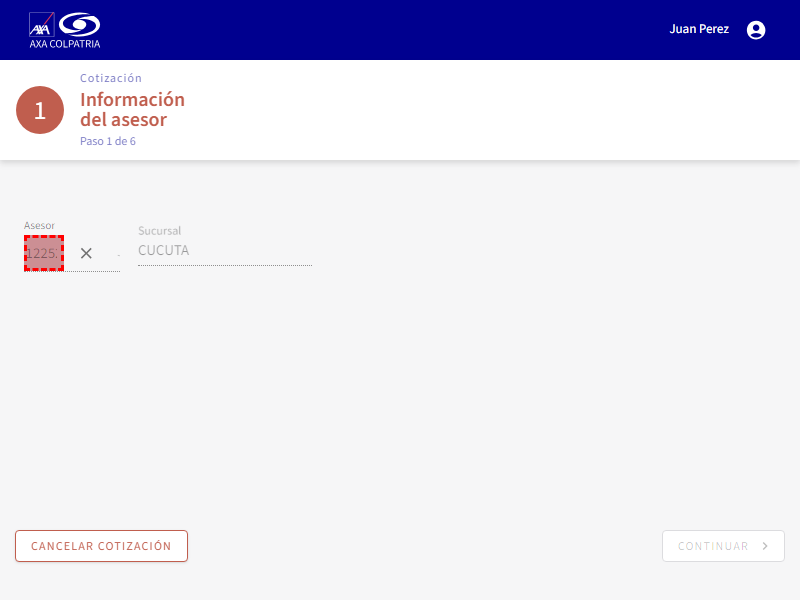 AXA
AXA COLPATRIA
Juan Perez
1
Cotización
Información
del asesor
Paso 1 de 6
Asesor
1225
Sucursal
CUCUTA
CANCELAR COTIZACIÓN
CONTINUAR